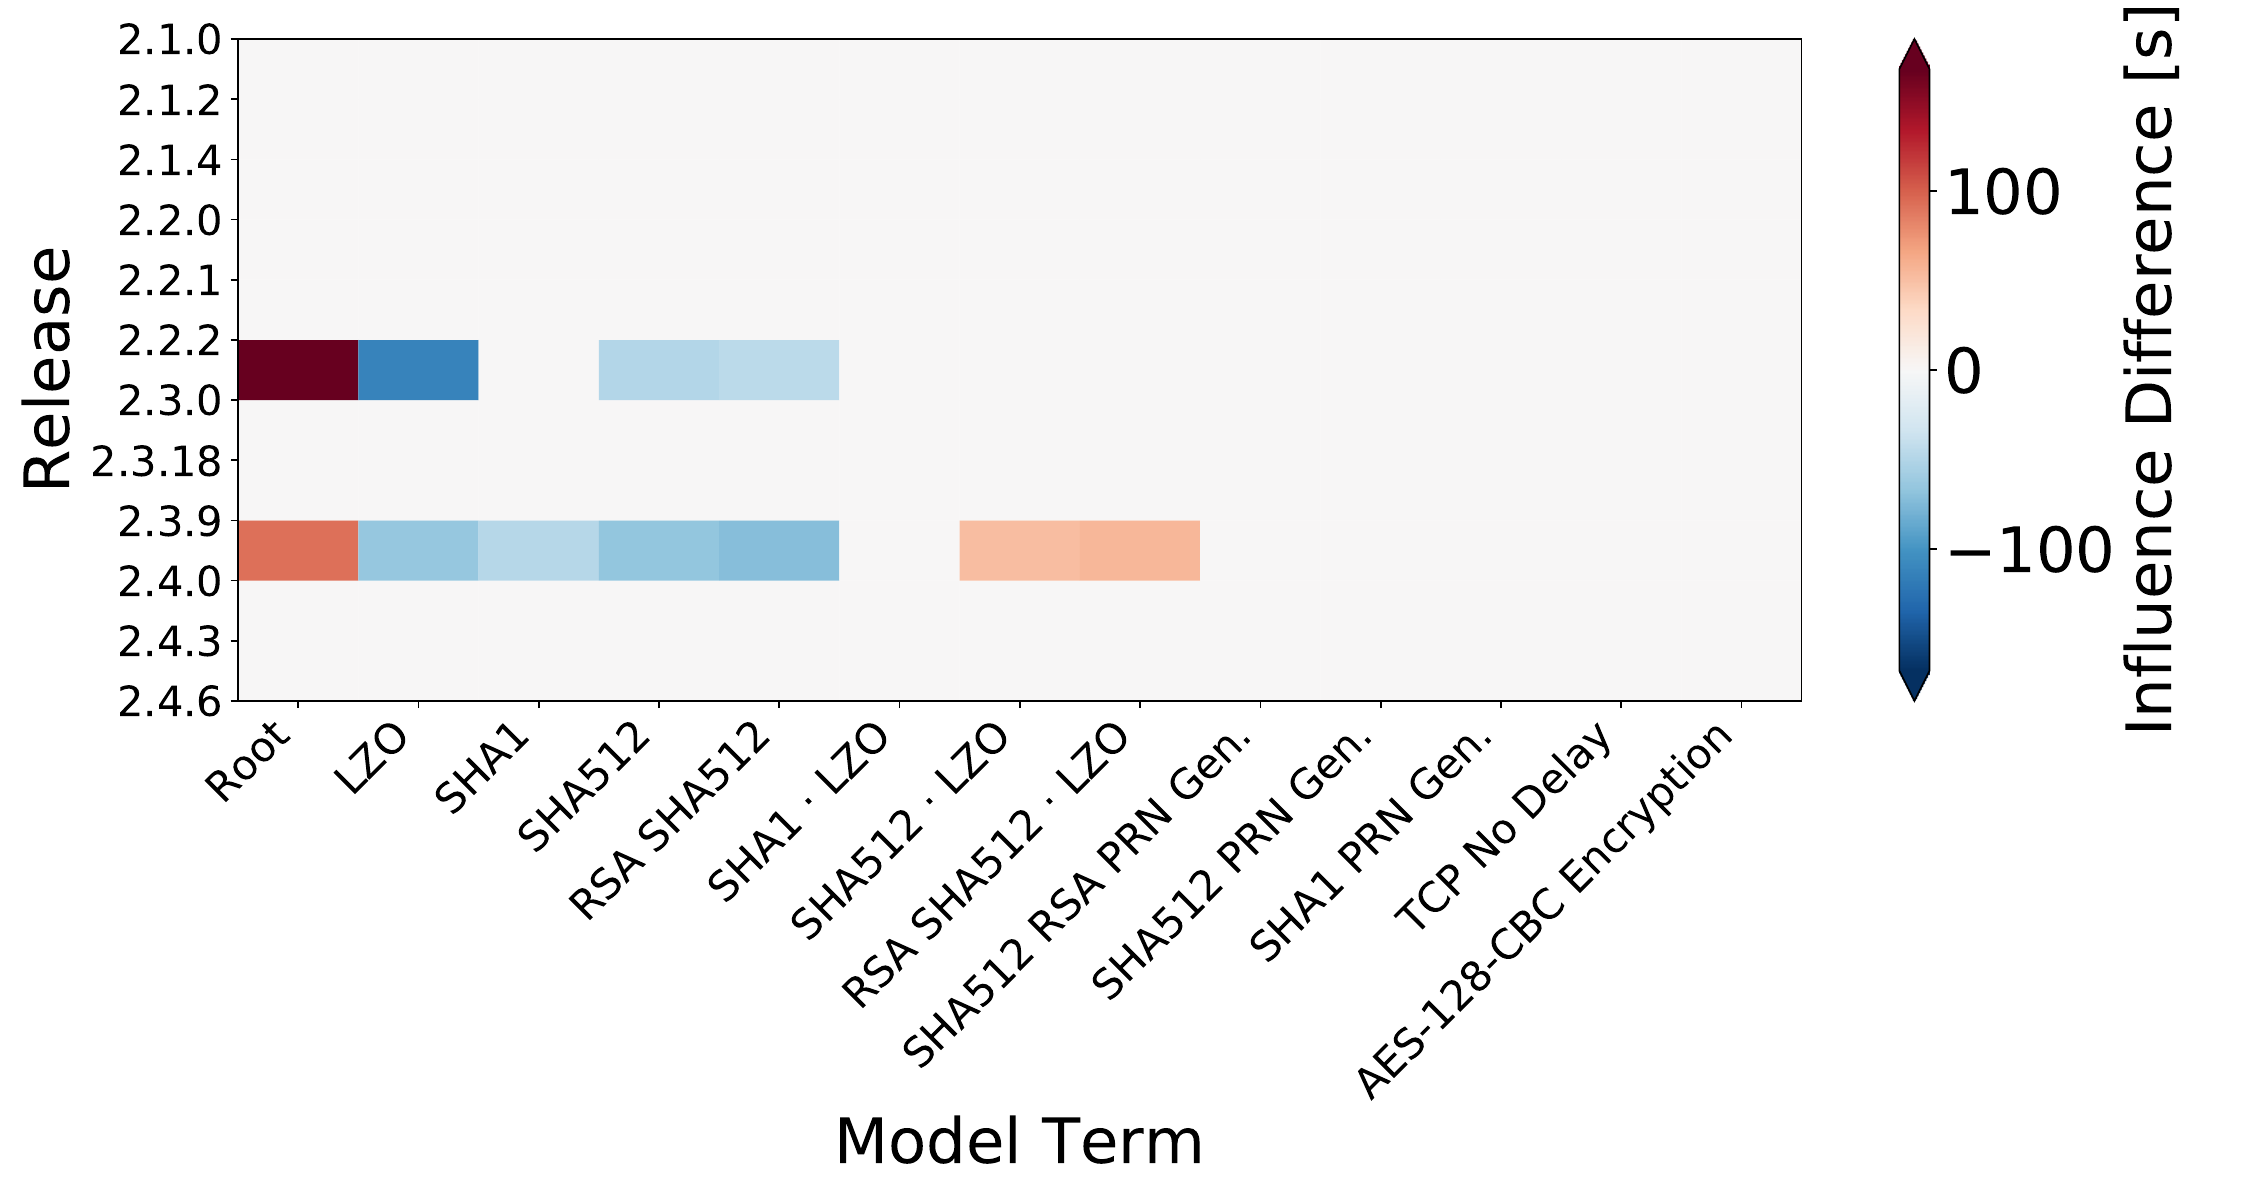 Release
2.1.0
2.1.2
2.1.4
2.2.0
2.2.1
2.2.2
2.3.0
2.3.18
2.3.9
2.4.0
2.4.3
2.4.6
Root
LZO
SHA1
SHA512
RSA SHA512
SHA1 · LZO
SHA512 · LZO
RSA SHA512 · LZO
SHA512 RSA PRN Gen.
SHA512 PRN Gen.
SHA1 PRN Gen.
TCP No Delay
AES-128-CBC Encryption
Model Term
100
0
−100
Influence Difference [s]